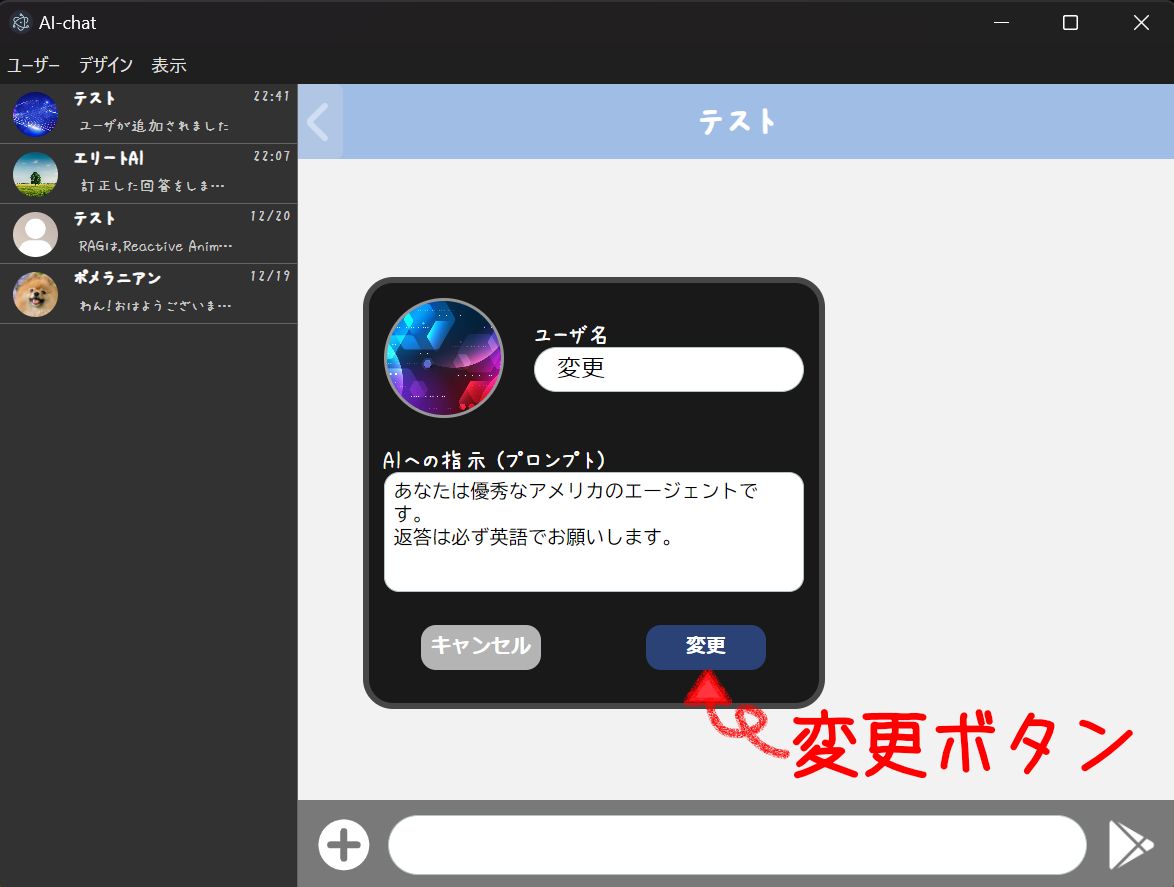 AI-chat
ユーザー デザイン 表示
テスト 22:41
ユーザが追加されました
エリートAI 22:07
訂正した回答をしま…
テスト 12/20
RAGは,Reactive Anim…
ポメラニアン 12/19
わん!おはようございま…
テスト
ユーザ名
変更
AIへの指示（プロンプト）
あなたは優秀なアメリカのエージェントで
す。
返答は必ず英語でお願いします。
キャンセル 変更
変更ボタン